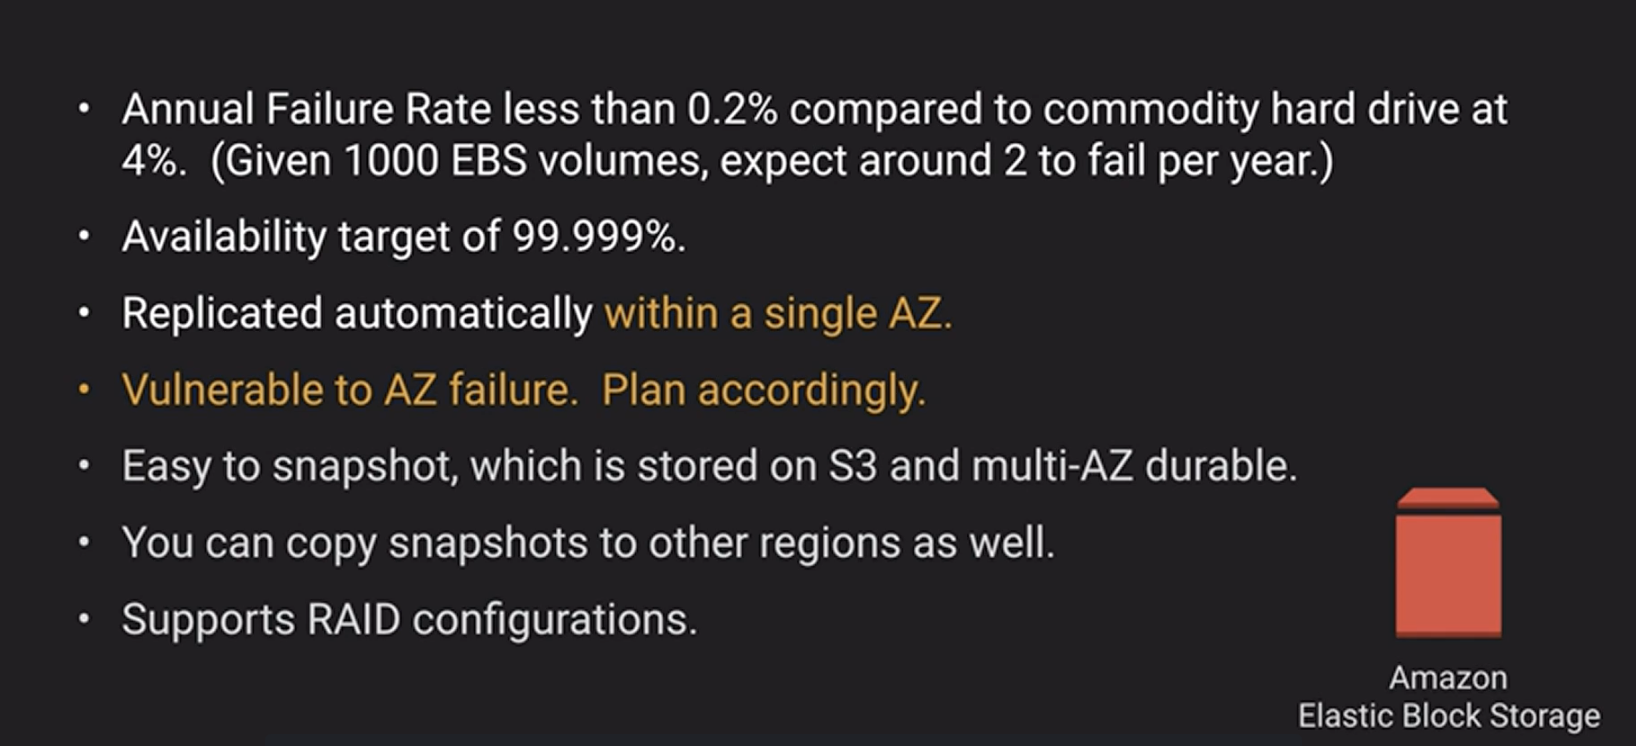 • Annual Failure Rate less than 0.2% compared to commodity hard drive at
4%.  (Given 1000 EBS volumes, expect around 2 to fail per year.)
• Availability target of 99.999%.
• Replicated automatically within a single AZ.
• Vulnerable to AZ failure.  Plan accordingly.
• Easy to snapshot, which is stored on S3 and multi-AZ durable.
• You can copy snapshots to other regions as well.
• Supports RAID configurations.
Amazon
Elastic Block Storage